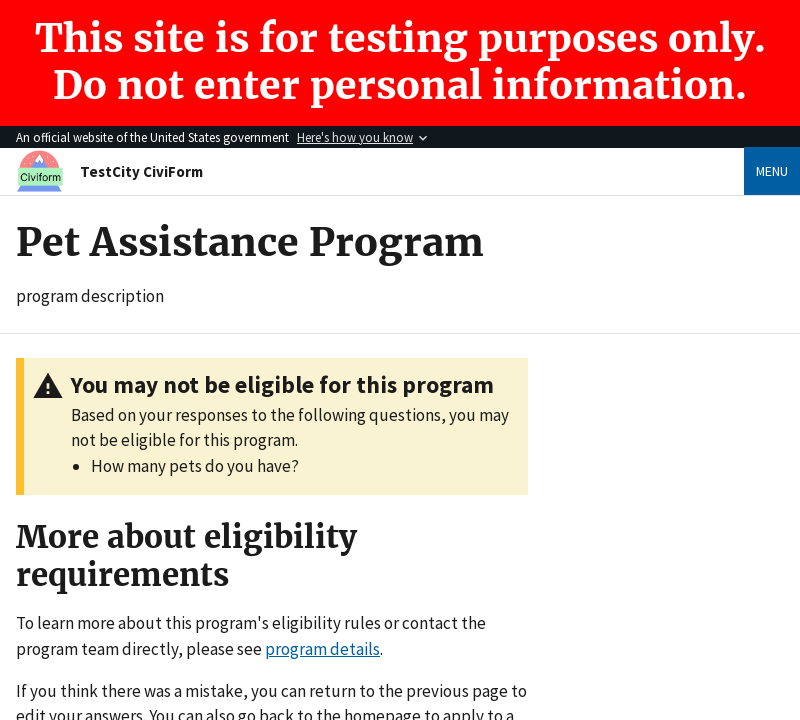 This site is for testing purposes only.
Do not enter personal information.
An official website of the United States government Here's how you know
Civiform
TestCity CiviForm
MENU
Pet Assistance Program
program description
You may not be eligible for this program
Based on your responses to the following questions, you may
not be eligible for this program.
• How many pets do you have?
More about eligibility
requirements
To learn more about this program's eligibility rules or contact the
program team directly, please see program details.
If you think there was a mistake, you can return to the previous page to
edit your answers. You can also go back to the homepage to apply to a